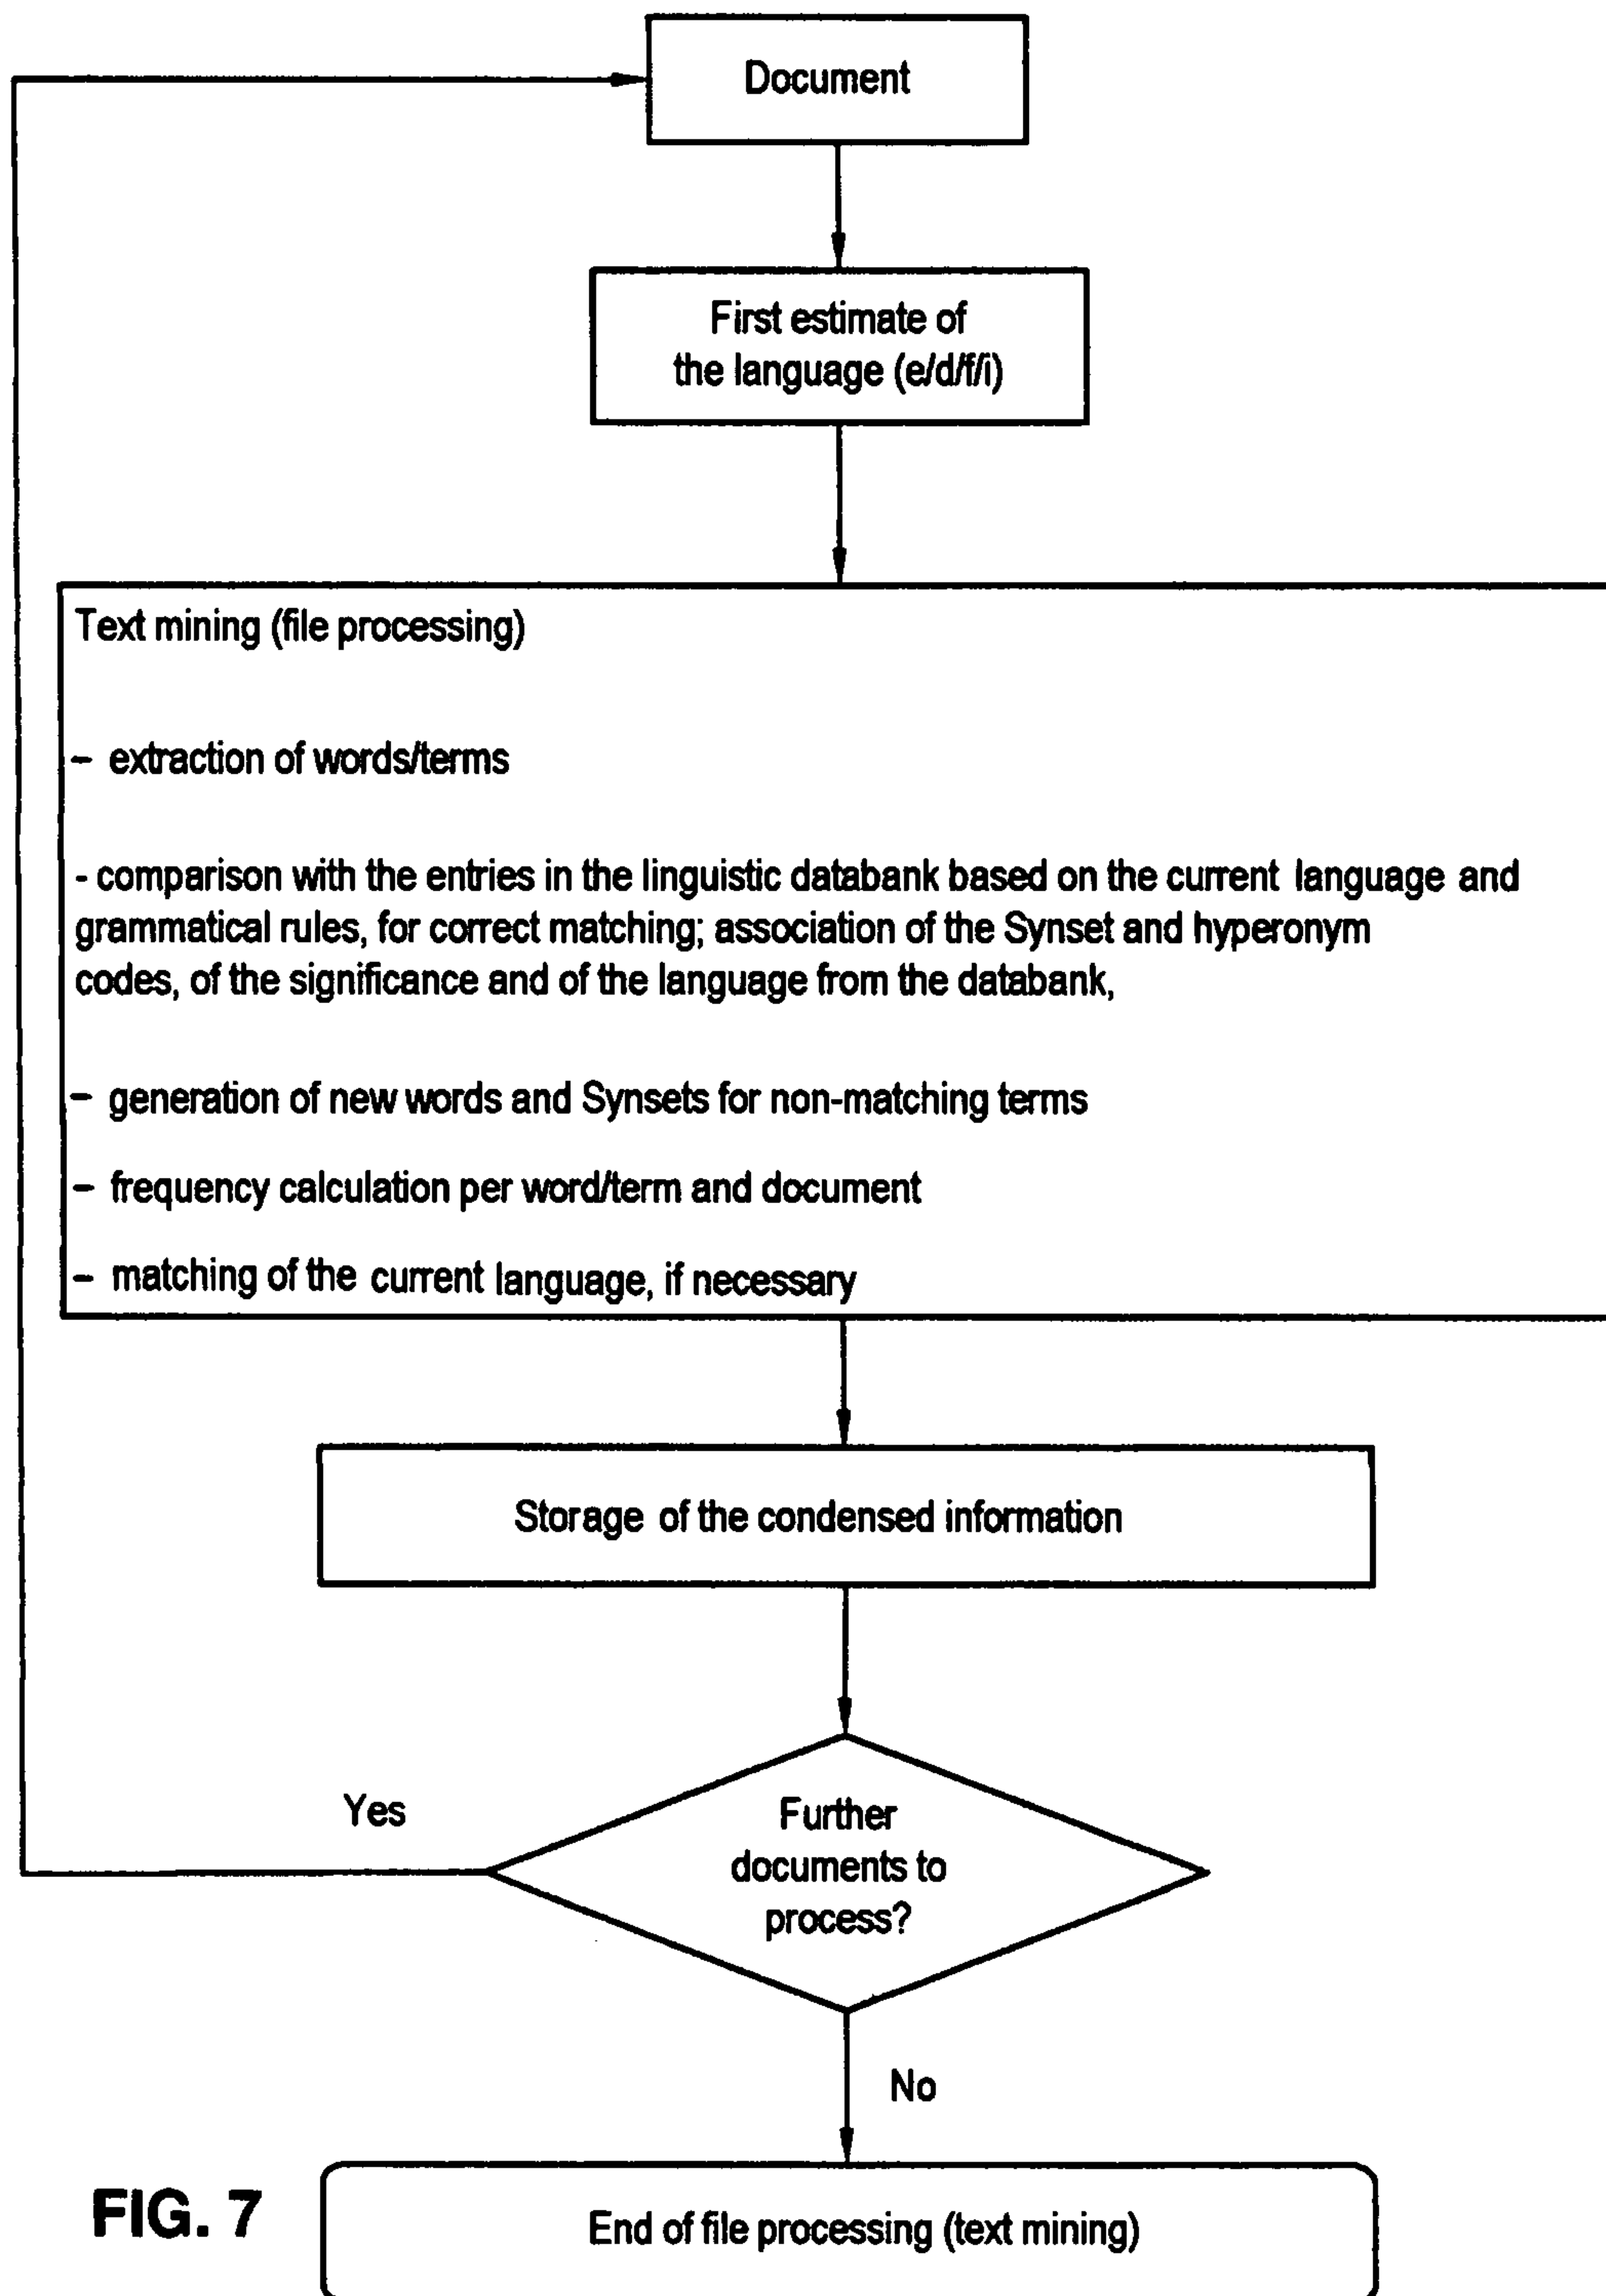 Document
First estimate of
the language (e/d/f/i)
Text mining (file processing)
– extraction of words/terms
- comparison with the entries in the linguistic databank based on the current language and
grammatical rules, for correct matching; association of the Synset and hyperonym
codes, of the significance and of the language from the databank,
– generation of new words and Synsets for non-matching terms
– frequency calculation per word/term and document
– matching of the current language, if necessary
Storage of the condensed information
Yes
Further
documents to
process?
No
FIG. 7
End of file processing (text mining)